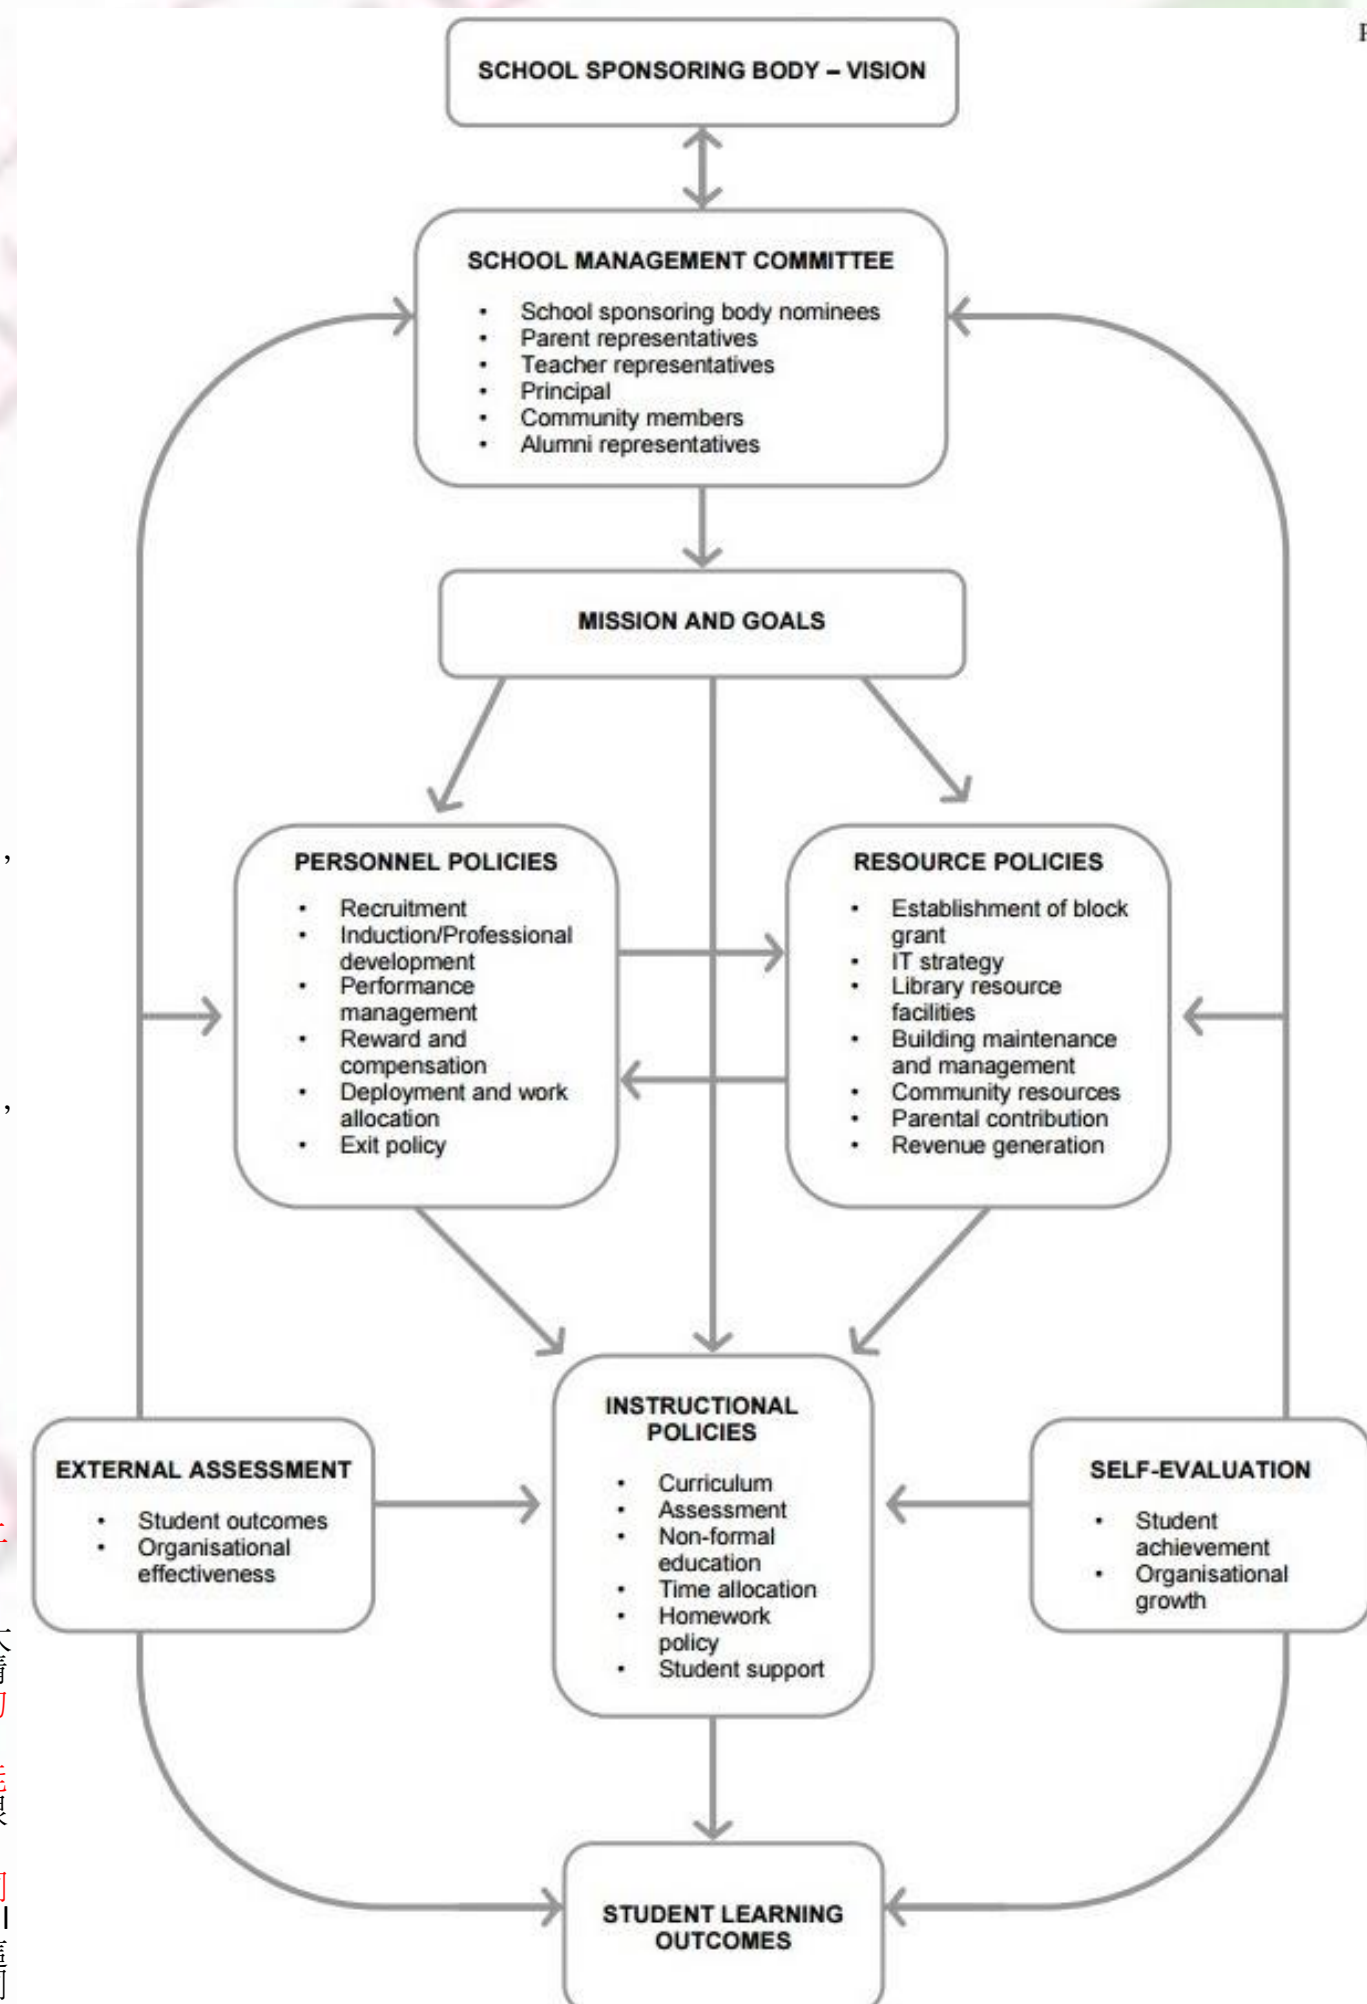 SCHOOL SPONSORING BODY – VISION
SCHOOL MANAGEMENT COMMITTEE
• School sponsoring body nominees
• Parent representatives
• Teacher representatives
• Principal
• Community members
• Alumni representatives
MISSION AND GOALS
PERSONNEL POLICIES
• Recruitment
• Induction/Professional
development
• Performance
management
• Reward and
compensation
• Deployment and work
allocation
• Exit policy
RESOURCE POLICIES
• Establishment of block
grant
• IT strategy
• Library resource
facilities
• Building maintenance
and management
• Community resources
• Parental contribution
• Revenue generation
EXTERNAL ASSESSMENT
• Student outcomes
• Organisational
effectiveness
INSTRUCTIONAL
POLICIES
• Curriculum
• Assessment
• Non-formal
education
• Time allocation
• Homework
policy
• Student support
SELF-EVALUATION
• Student
achievement
• Organisational
growth
STUDENT LEARNING
OUTCOMES